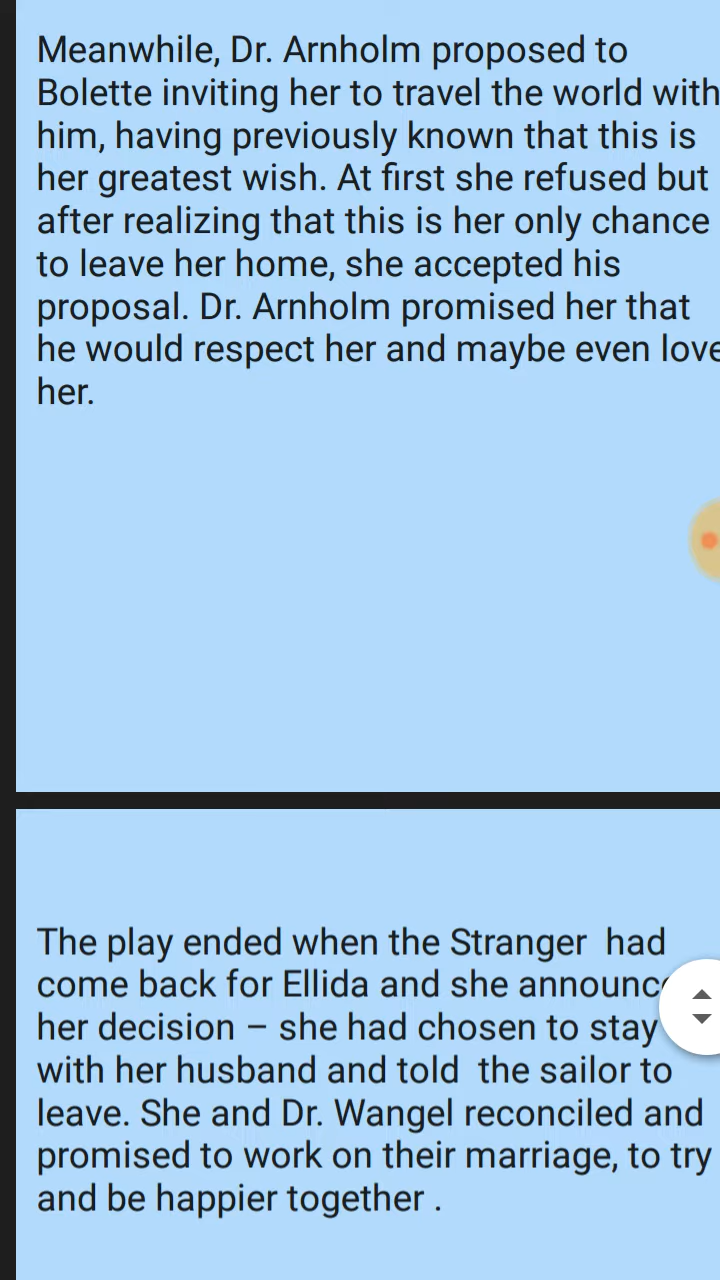 Meanwhile, Dr. Arnholm proposed to
Bolette inviting her to travel the world with
him, having previously known that this is
her greatest wish. At first she refused but
after realizing that this is her only chance
to leave her home, she accepted his
proposal. Dr. Arnholm promised her that
he would respect her and maybe even love
her.
The play ended when the Stranger  had
come back for Ellida and she
her decision – she had chosen to stay
with her husband and told  the sailor to
leave. She and Dr. Wangel reconciled and
promised to work on their marriage, to try
and be happier together .